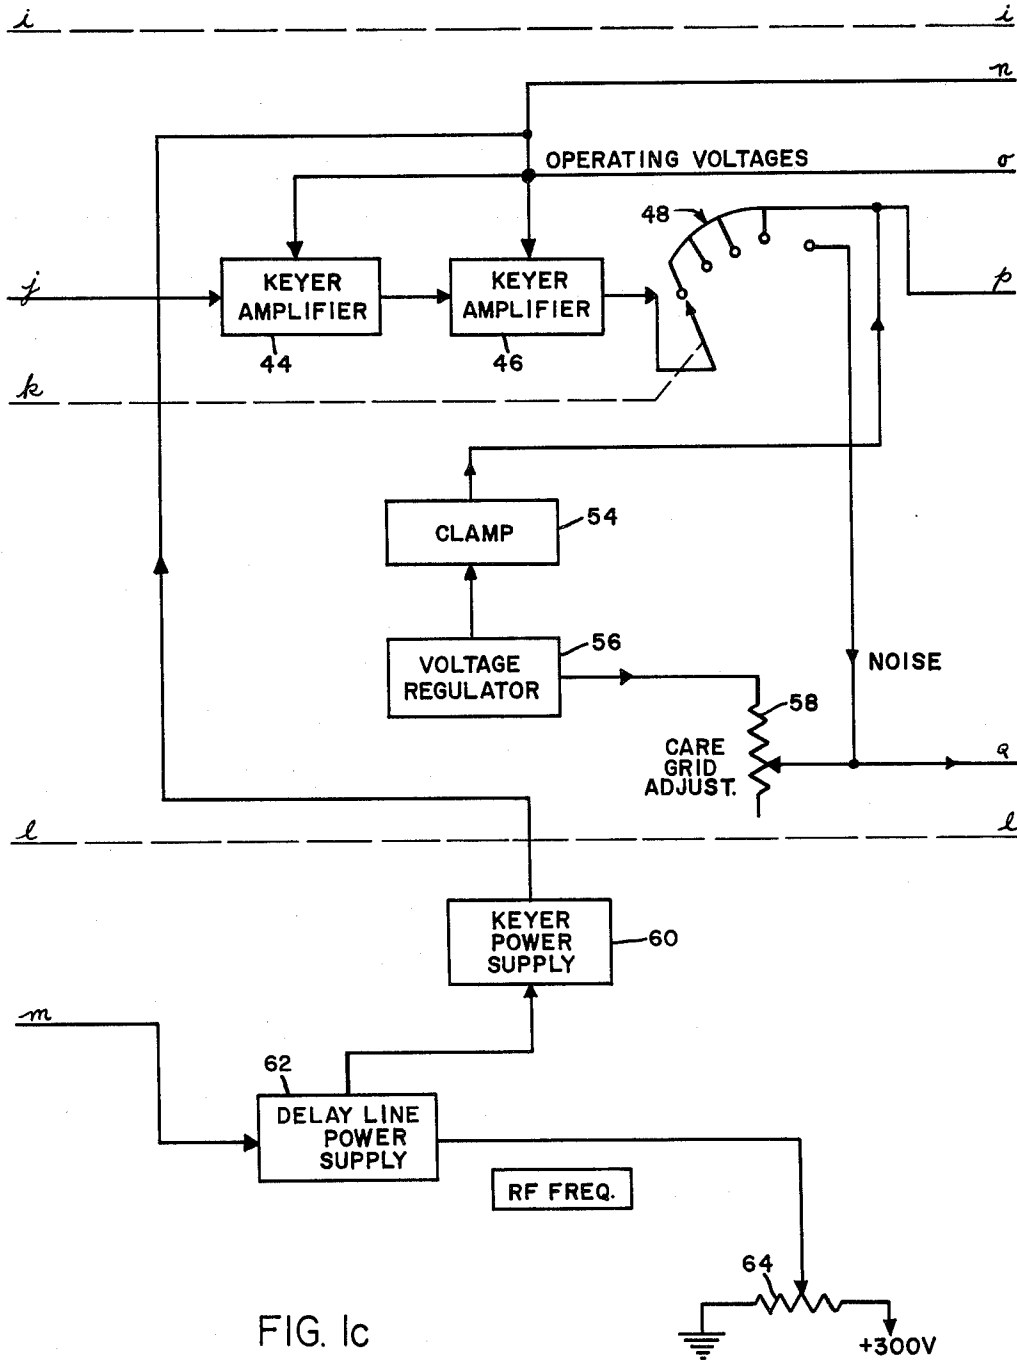 i i
n
OPERATING VOLTAGES o
48
j KEYER AMPLIFIER KEYER AMPLIFIER p
44 46
k
CLAMP 54
VOLTAGE REGULATOR 56
NOISE
58
CARE GRID ADJUST. Q
l l
KEYER POWER SUPPLY 60
m
62
DELAY LINE POWER SUPPLY
RF FREQ.
64
+300V
FIG. 1c